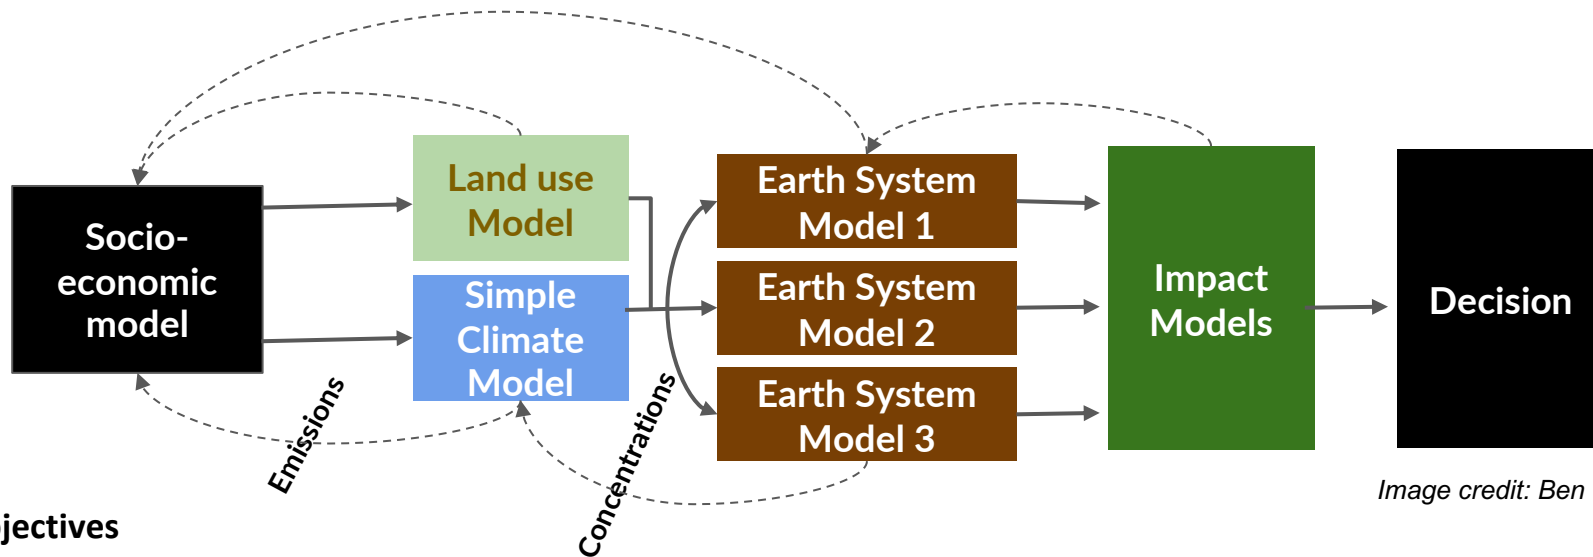 Socio-
economic
model
Land use
Model
Simple
Climate
Model
Emissions
Concentrations
Earth System
Model 1
Earth System
Model 2
Earth System
Model 3
Impact
Models
Decision
Image credit: Ben
jectives